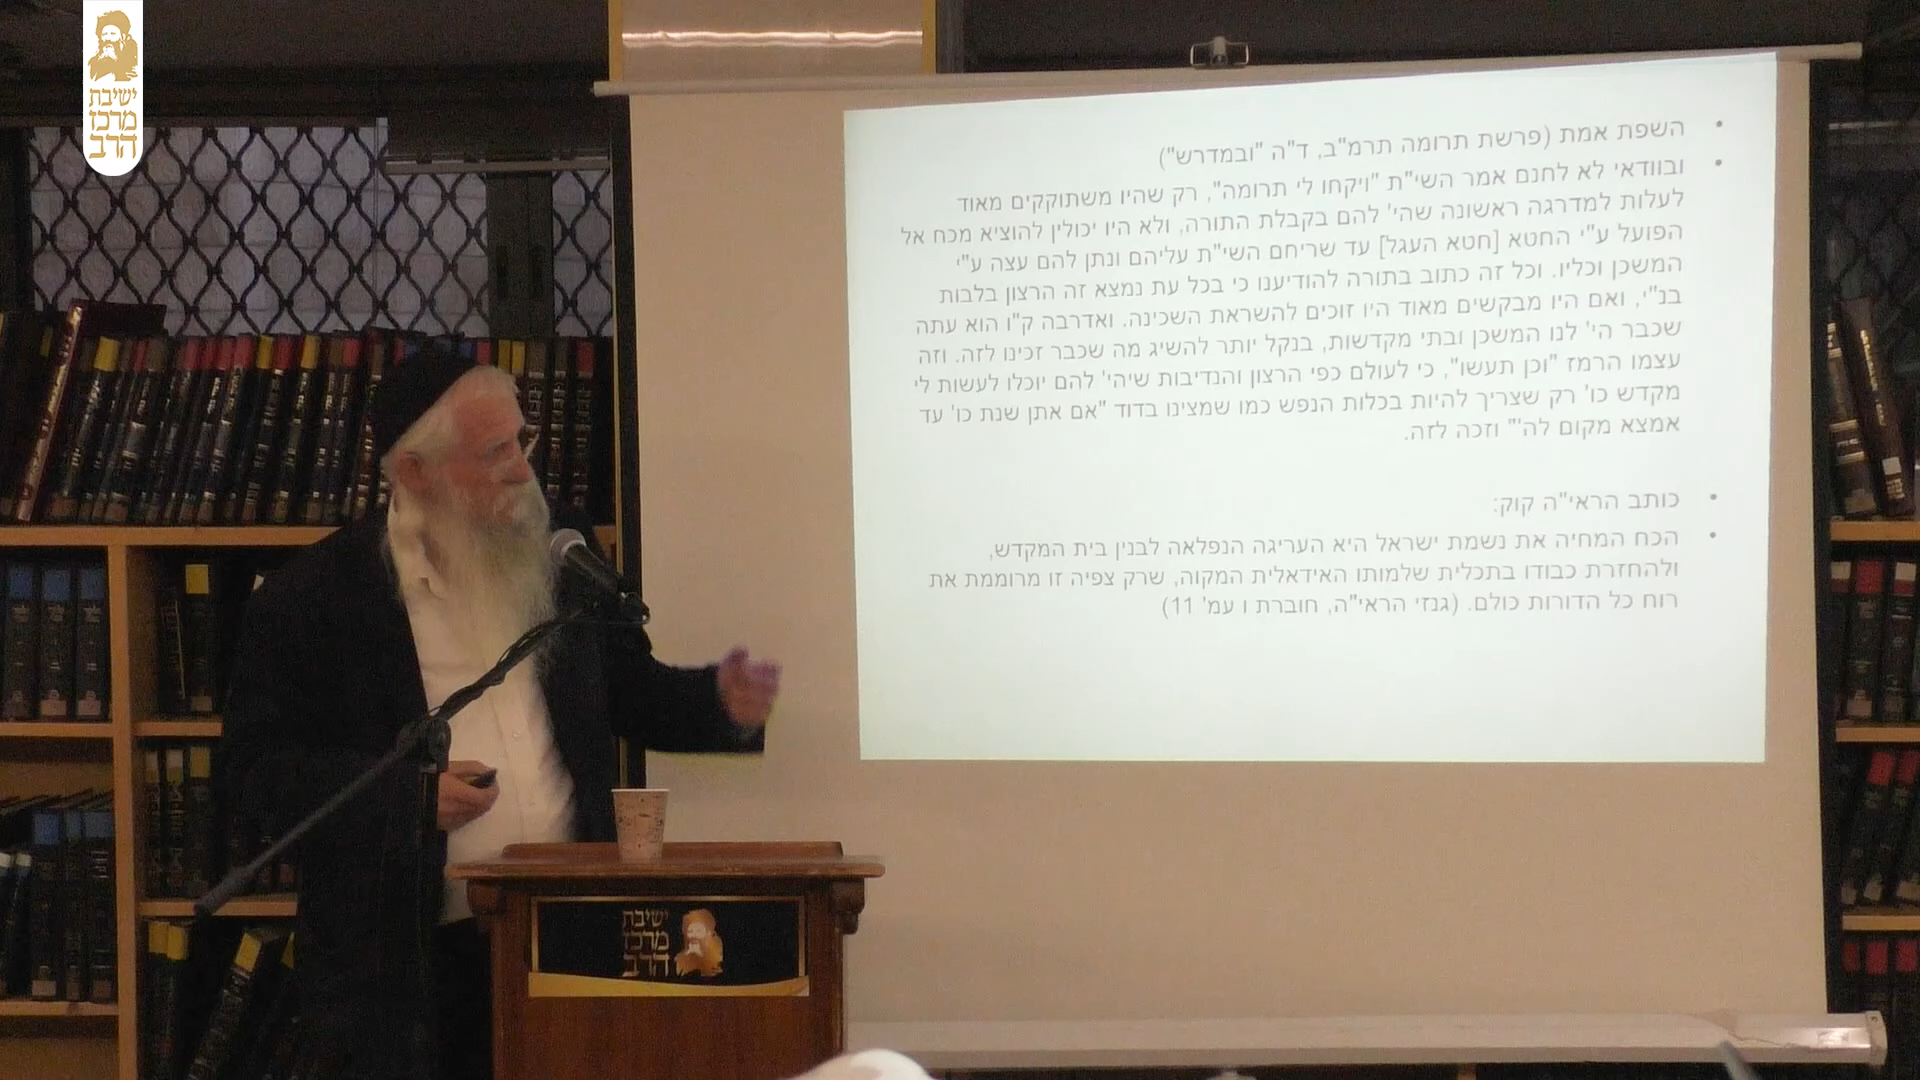 ישיבת
מרכז
הרב
השפת אמת (פרשת תרומה תרמ"ב, ד"ה "ובמדרש")
ובוודאי לא לחנם אמר השי"ת "ויקחו לי תרומה", רק שהיו משתוקקים מאוד
לעלות למדרגה ראשונה שהי' להם בקבלת התורה, ולא היו יכולין להוציא מכח אל
הפועל ע"י החטא [חטא העגל] עד שריחם השי"ת עליהם ונתן להם עצה ע"י
המשכן וכליו. וכל זה כתוב בתורה להודיענו כי בכל עת נמצא זה הרצון בלבות
בנ"י, ואם היו מבקשים מאוד היו זוכים להשראת השכינה. ואדרבה ק"ו הוא עתה
שכבר הי' לנו המשכן ובתי מקדשות, בנקל יותר להשיג מה שכבר זכינו לזה. וזה
עצמו הרמז "וכן תעשו", כי לעולם כפי הרצון והנדיבות שיהי' להם יוכלו לעשות לי
מקדש כו' רק שצריך להיות בכלות הנפש כמו שמצינו בדוד "אם אתן שנת כו' עד
אמצא מקום לה'" וזכה לזה.
כותב הראי"ה קוק:
הכח המחיה את נשמת ישראל היא העריגה הנפלאה לבנין בית המקדש,
ולהחזרת כבודו בתכלית שלמותו האידאלית המקוה, שרק צפיה זו מרוממת את
רוח כל הדורות כולם. (גנזי הראי"ה, חוברת ו עמ' 11)
ישיבת
מרכז
הרב